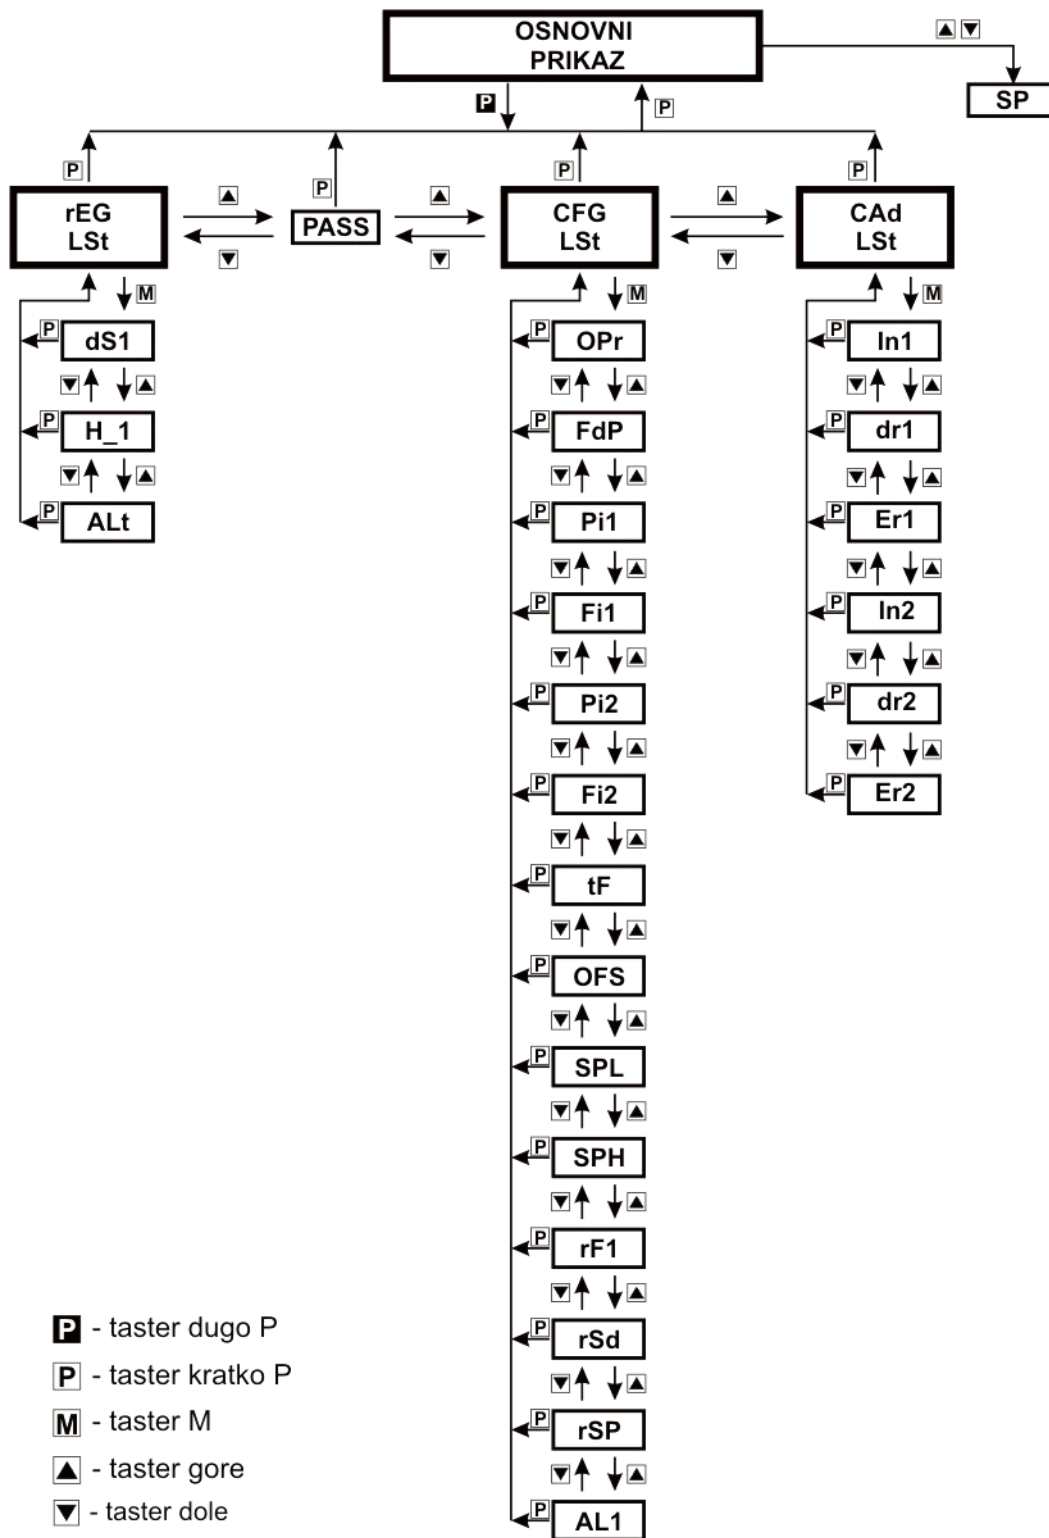 OSNOVNI
PRIKAZ
SP
P
P
P
P
P
P
rEG
LSt
PASS
CFG
LSt
CAd
LSt
M
M
M
P
dS1
P
OPr
P
In1
P
H_1
P
FdP
P
dr1
P
ALt
P
Pi1
P
Er1
P
Fi1
P
In2
P
Pi2
P
dr2
P
Fi2
P
Er2
P
tF
P
OFS
P
SPL
P
SPH
P
rF1
P
rSd
P
rSP
P
AL1
P - taster dugo P
P - taster kratko P
M - taster M
- taster gore
- taster dole